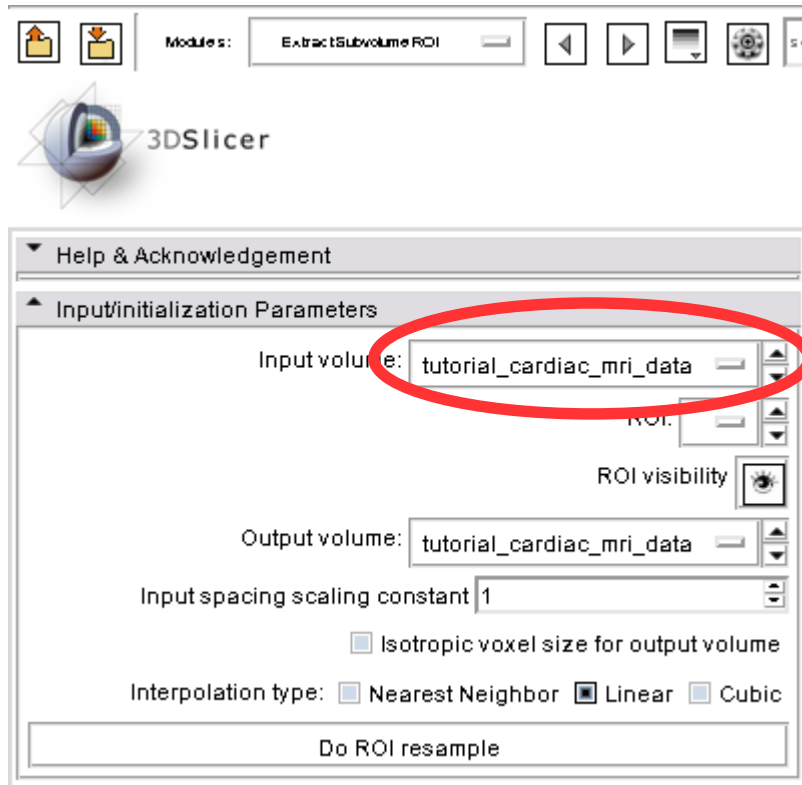 Modules: ExtractSubvolumeROI
3DSlicer
Help & Acknowledgement
Input/initialization Parameters
Input volume: tutorial_cardiac_mri_data
ROI:
ROI visibility
Output volume: tutorial_cardiac_mri_data
Input spacing scaling constant 1
Isotropic voxel size for output volume
Interpolation type: Nearest Neighbor Linear Cubic
Do ROI resample